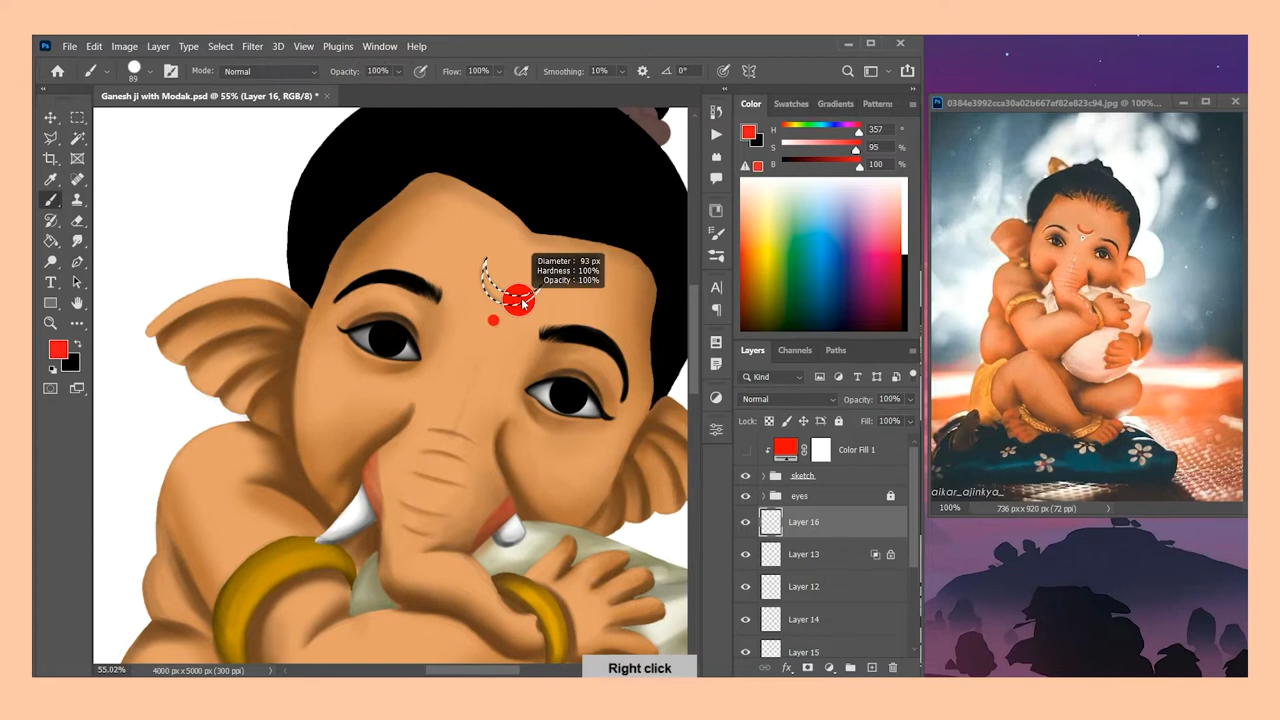 Ps File Edit Image Layer Type Select Filter 3D View Plugins Window Help
89 Mode: Normal Opacity: 100% Flow: 100% Smoothing: 10% 0°
Ganesh ji with Modak.psd @ 55% (Layer 16, RGB/8) *
Color Swatches Gradients Patterns
H 357 °
S 95 %
B 100 %
Diameter: 93 px
Hardness: 100%
Opacity: 100%
Layers Channels Paths
Kind
Normal Opacity: 100%
Lock: Fill: 100%
Color Fill 1
sketch
eyes
Layer 16
Layer 13
Layer 12
Layer 14
Layer 15
55.02% 4000 px x 5000 px (300 ppi)
Right click
Ps 0384e3992cca30a02b667af82e823c94.jpg @ 100%...
aikar_ajinkya_
100% 736 px x 920 px (72 ppi)